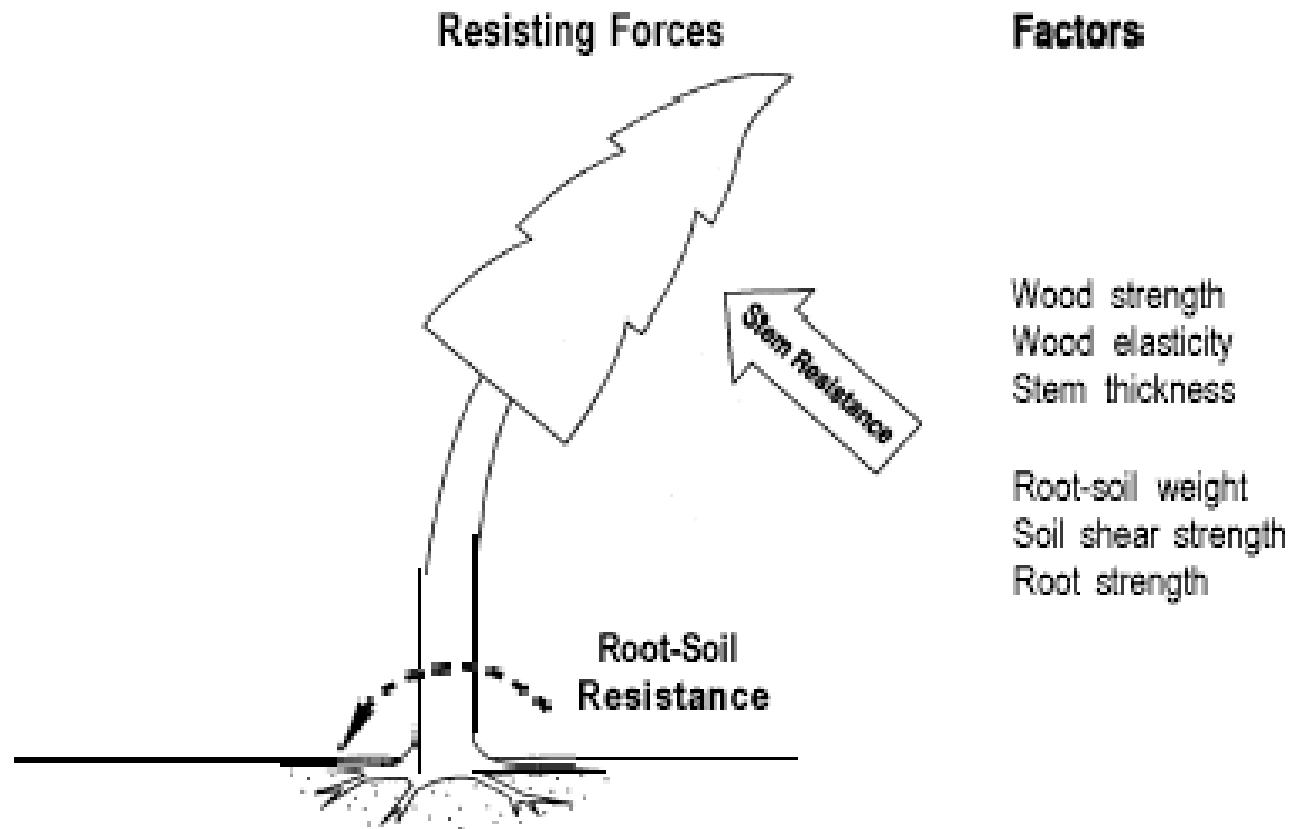 Resisting Forces
Factors
Stem Resistance
Wood strength
Wood elasticity
Stem thickness
Root-soil weight
Soil shear strength
Root strength
Root-Soil
Resistance